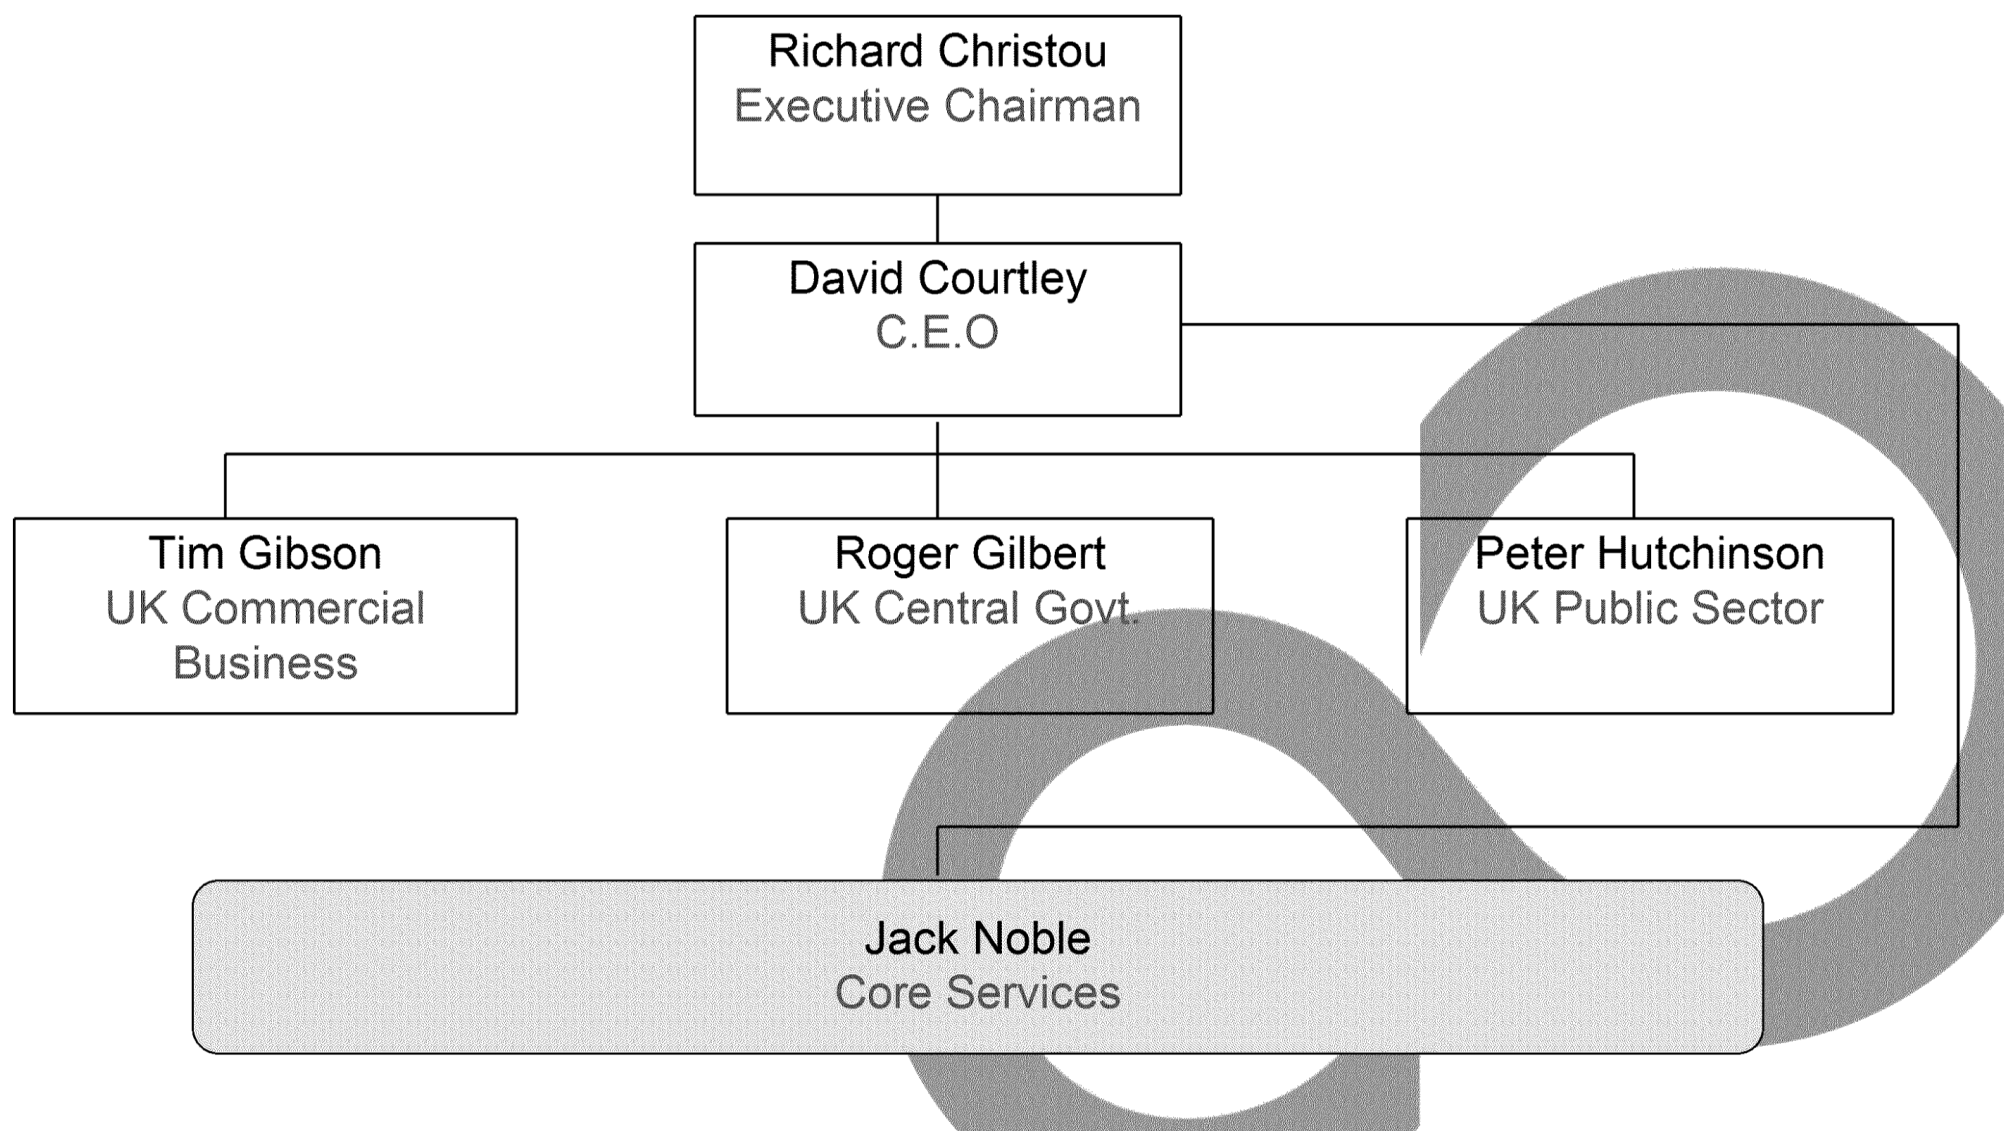 Richard Christou
Executive Chairman
David Courtley
C.E.O
Tim Gibson
UK Commercial
Business
Roger Gilbert
UK Central Govt.
Peter Hutchinson
UK Public Sector
Jack Noble
Core Services